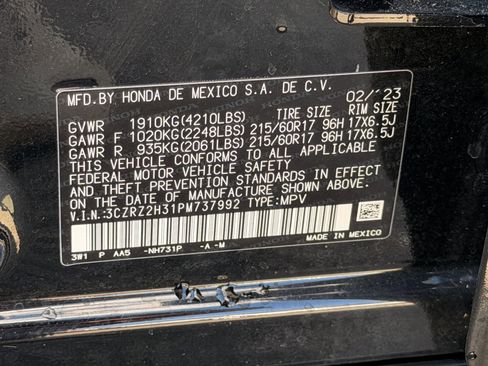 MFD.BY HONDA DE MEXICO S.A. DE C.V. 02/'23
GVWR 1910KG(4210LBS) TIRE SIZE RIM SIZE
GAWR F 1020KG(2248LBS) 215/60R17 96H 17X6.5J
GAWR R 935KG(2061LBS) 215/60R17 96H 17X6.5J
THIS VEHICLE CONFORMS TO ALL APPLICABLE
FEDERAL MOTOR VEHICLE SAFETY
AND THEFT PREVENTION STANDARDS IN EFFECT
ON THE DATE OF MANUFACTURE SHOWN ABOVE.
V.I.N:3CZRZ2H31PM737992 TYPE:MPV
3W1 P AA5 -NH731P -A -M
MADE IN MEXICO